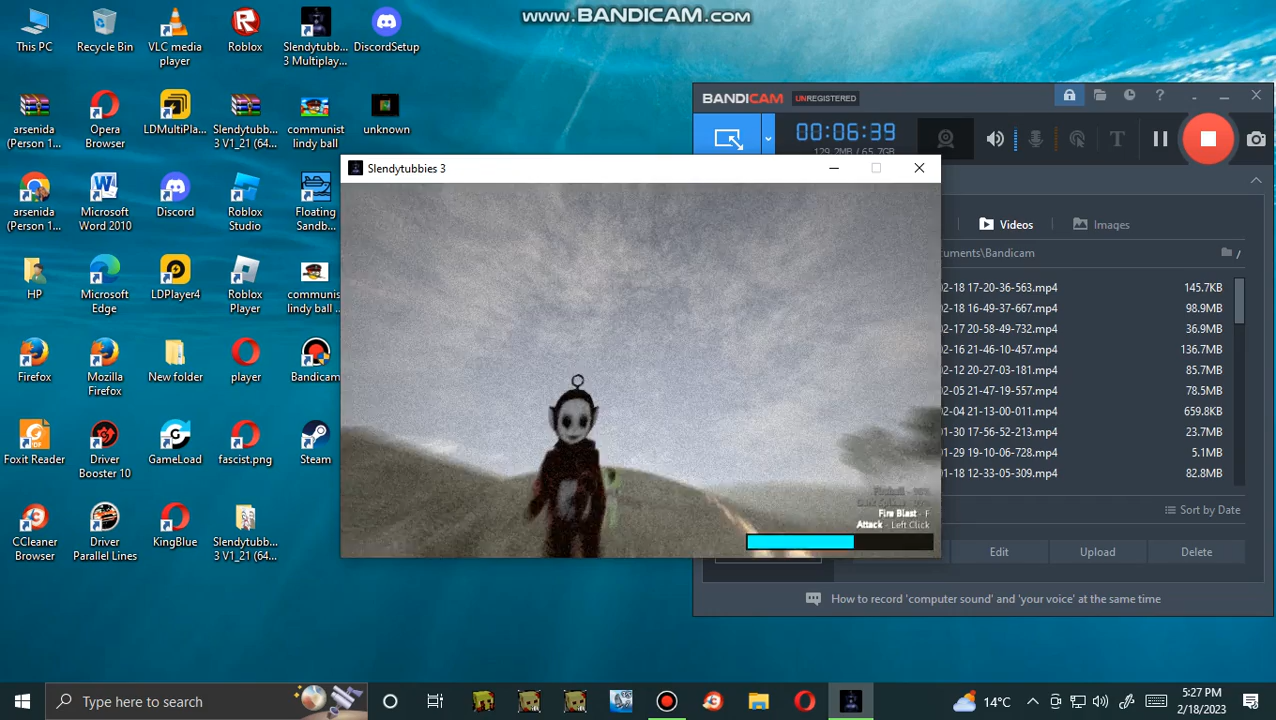 www.BANDICAM.com
This PC
Recycle Bin
VLC media
player
Roblox
Slendytubb...
3 Multiplay...
DiscordSetup
arsenida
(Person 1...
Opera
Browser
LDMultiPla...
Slendytubb...
3 V1_21 (64...
communist
lindy ball
unknown
arsenida
(Person 1...
Microsoft
Word 2010
Discord
Roblox
Studio
Floating
Sandb...
HP
Microsoft
Edge
LDPlayer4
Roblox
Player
communis
lindy ball ..
Firefox
Mozilla
Firefox
New folder
player
Bandicam
Foxit Reader
Driver
Booster 10
GameLoad
fascist.png
Steam
CCleaner
Browser
Driver
Parallel Lines
KingBlue
Slendytubb...
3 V1_21 (64...
BANDICAM
UNREGISTERED
00:06:39
129.2MB / 65.7GB
Videos
Images
uments\Bandicam
/
02-18 17-20-36-563.mp4 145.7KB
02-18 16-49-37-667.mp4 98.9MB
02-17 20-58-49-732.mp4 36.9MB
02-16 21-46-10-457.mp4 136.7MB
02-12 20-27-03-181.mp4 85.7MB
02-05 21-47-19-557.mp4 78.5MB
02-04 21-13-00-011.mp4 659.8KB
01-30 17-56-52-213.mp4 23.7MB
01-29 19-10-06-728.mp4 5.1MB
01-18 12-33-05-309.mp4 82.8MB
Sort by Date
Edit
Upload
Delete
How to record 'computer sound' and 'your voice' at the same time
Slendytubbies 3
Fire Blast - F
Attack - Left Click
Type here to search
14°C
5:27 PM
2/18/2023